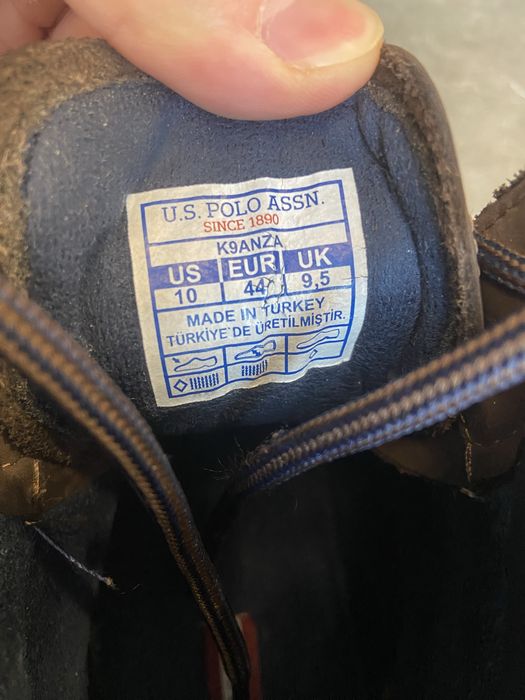 U.S. POLO ASSN.
SINCE 1890
K9ANZA
US EUR UK
10 44 9,5
MADE IN TURKEY
TÜRKİYE'DE ÜRETİLMİŞTİR.